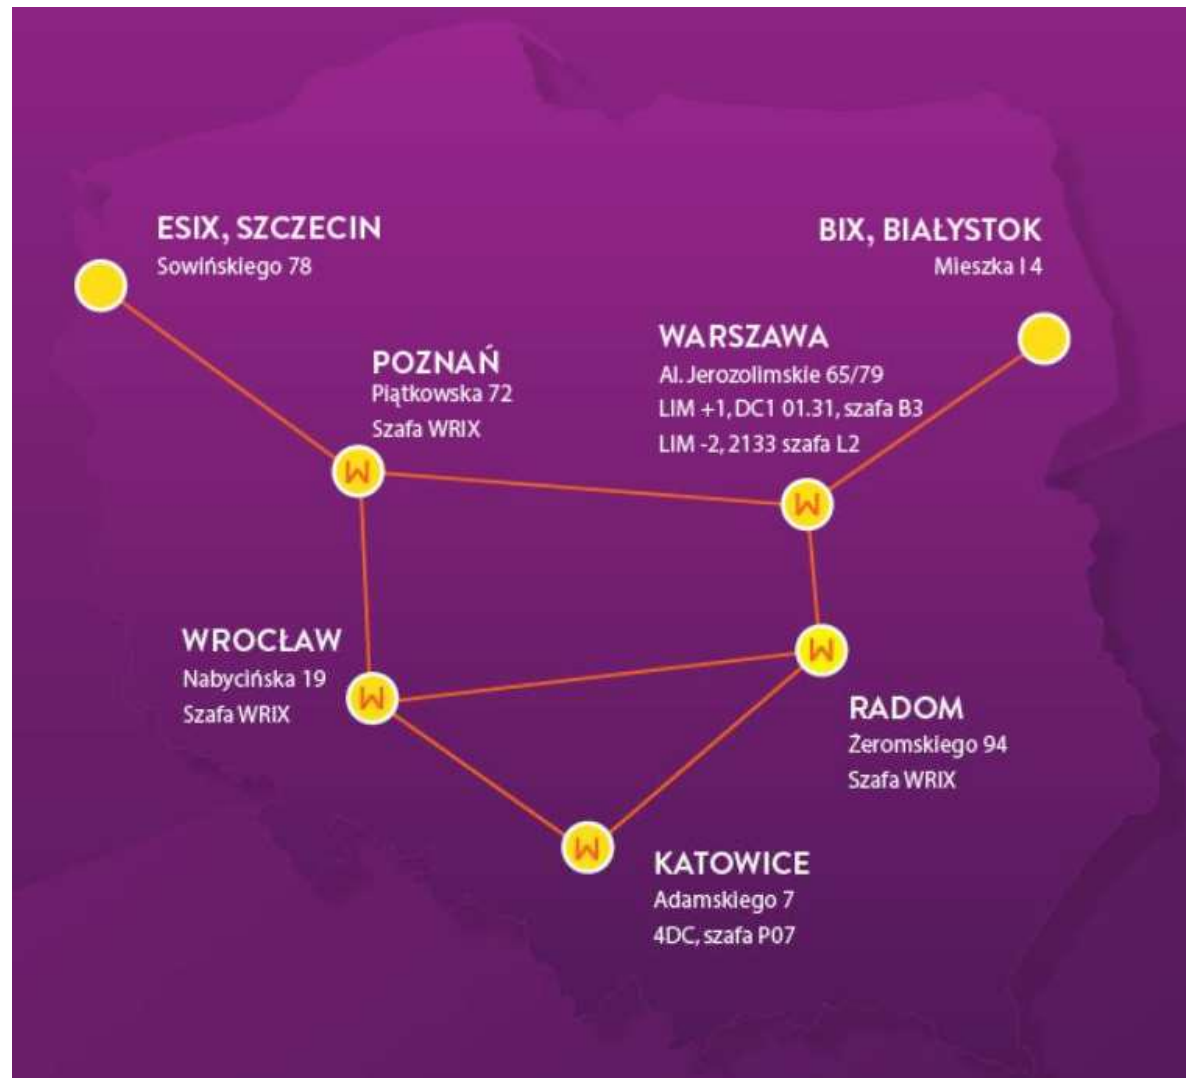 ESIX, SZCZECIN
Sowińskiego 78
BIX, BIAŁYSTOK
Mieszka I 4
WARSZAWA
Al. Jerozolimskie 65/79
LIM +1, DC1 01.31, szafa B3
LIM -2, 2133 szafa L2
POZNAŃ
Piątkowska 72
Szafa WRIX
W
W
WROCŁAW
Nabycińska 19
Szafa WRIX
W
W
RADOM
Żeromskiego 94
Szafa WRIX
W
KATOWICE
Adamskiego 7
4DC, szafa P07